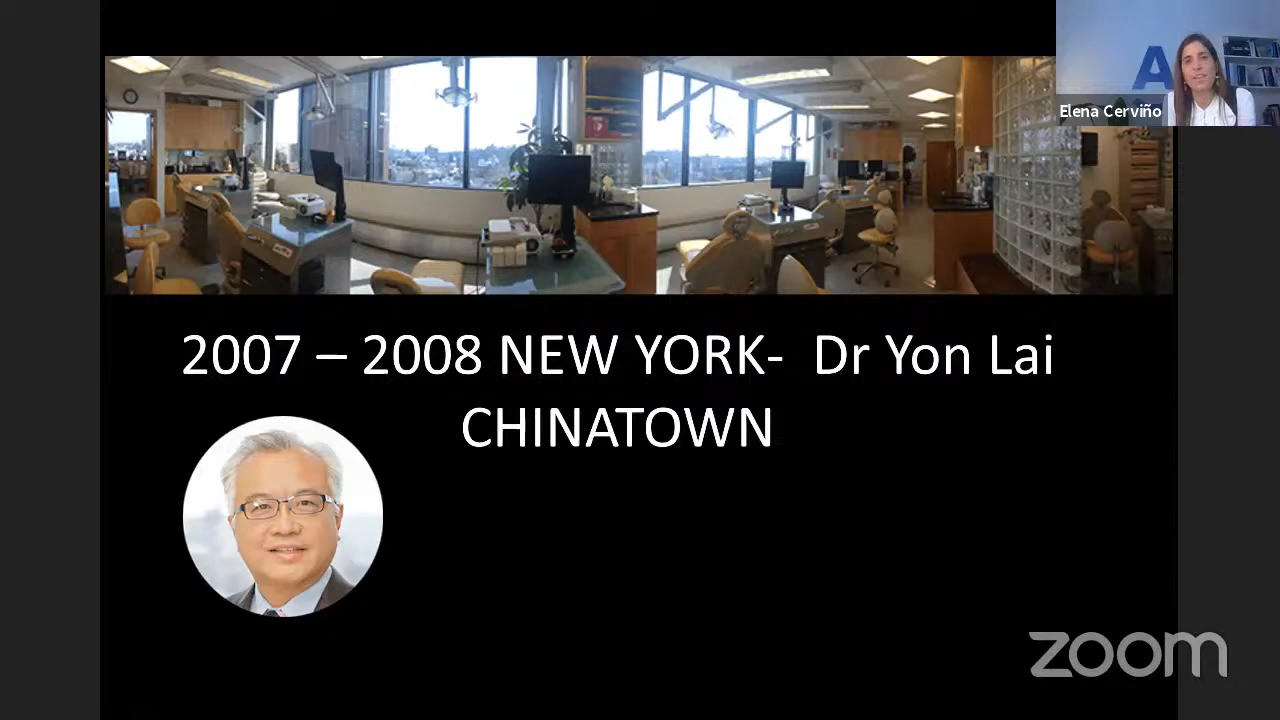 A
Elena Cerviño
2007 – 2008 NEW YORK- Dr Yon Lai
CHINATOWN
zoom